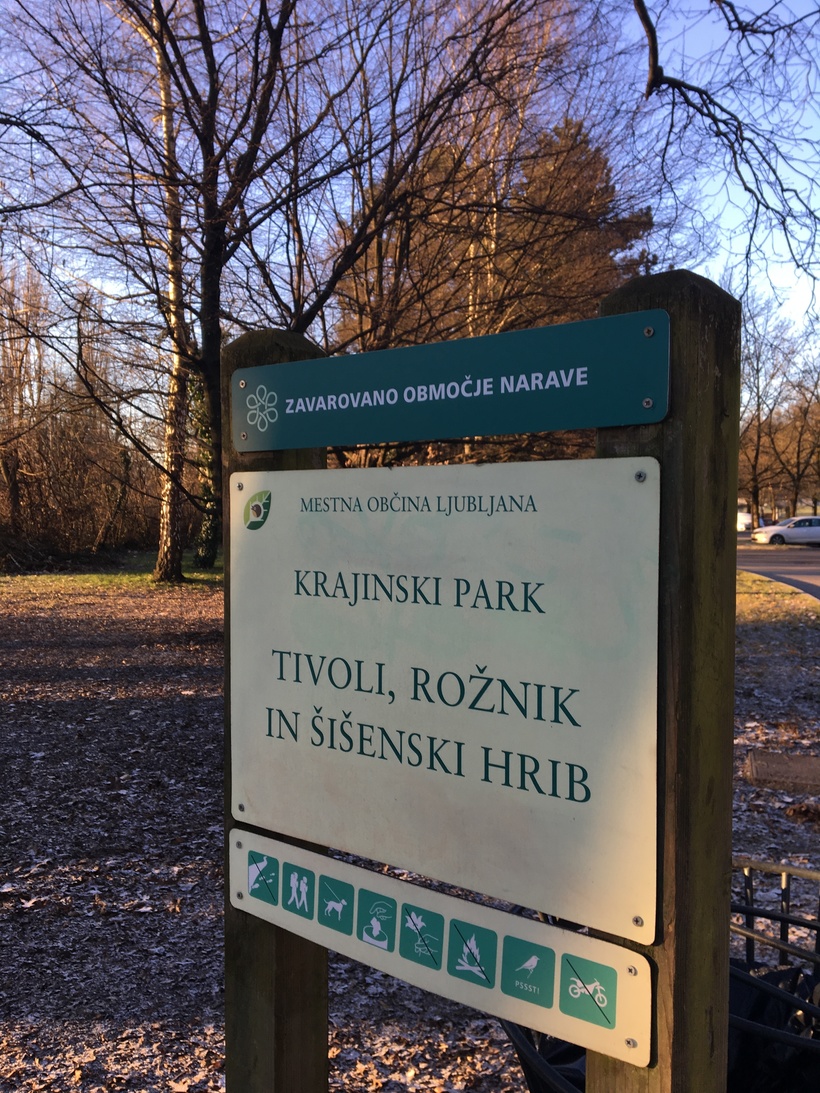 ZAVAROVANO OBMOČJE NARAVE
MESTNA OBČINA LJUBLJANA
KRAJINSKI PARK
TIVOLI, ROŽNIK
IN ŠIŠENSKI HRIB
PSSST!